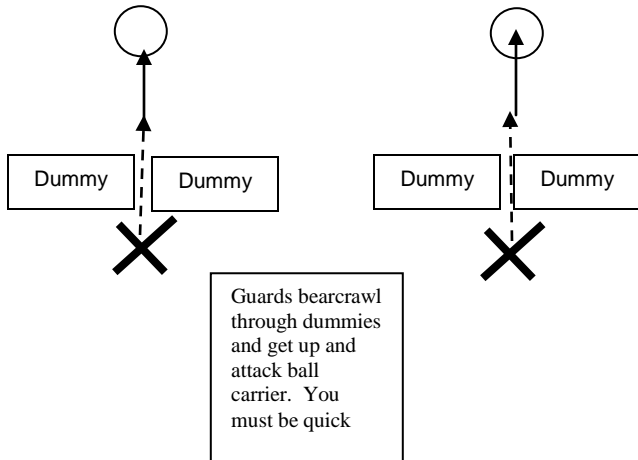 Dummy Dummy Dummy Dummy
Guards bearcrawl
through dummies
and get up and
attack ball
carrier. You
must be quick